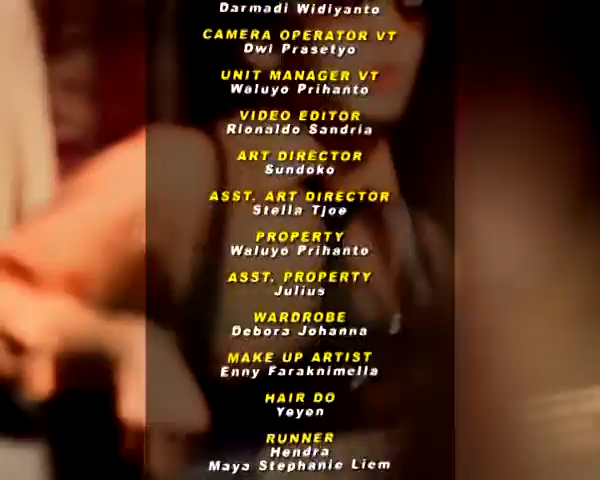 Darmadi Widiyanto
CAMERA OPERATOR VT
Dwi Prasetyo
UNIT MANAGER VT
Waluyo Prihanto
VIDEO EDITOR
Rionaldo Sandria
ART DIRECTOR
Sundoko
ASST. ART DIRECTOR
Stella Tjoe
PROPERTY
Waluyo Prihanto
ASST. PROPERTY
Julius
WARDROBE
Debora Johanna
MAKE UP ARTIST
Enny Faraknimella
HAIR DO
Yeyen
RUNNER
Hendra
Maya Stephanie Liem